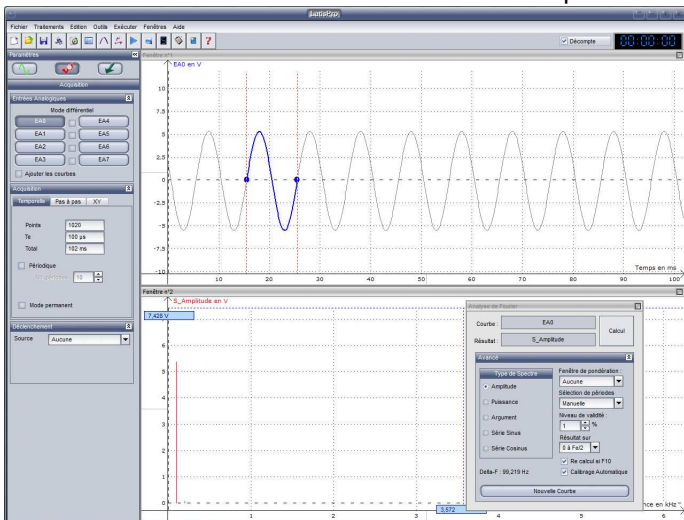 LatisPro
Fichier Traitements Edition Outils Exécuter Fenêtres Aide
Décompte
00:00:00
Paramètres
Acquisition
Entrées Analogiques
Mode différentiel
EA0 EA4
EA1 EA5
EA2 EA6
EA3 EA7
Ajouter les courbes
Acquisition
Temporelle Pas à pas XY
Points 1020
Te 100 µs
Total 102 ms
Périodique
10
Mode permanent
Déclenchement
Source Aucune
Fenêtre n°1
EA0 en V
10
7.5
5
2.5
0
-2.5
-5
-7.5
-10
10 20 30 40 50 60 70 80 90 100
Temps en ms
Fenêtre n°2
S_Amplitude en V
7,428 V
6
5
4
3
2
1
0
1 2 3 4 5 6
3,572
Analyse de Fourier
Courbe : EA0
Résultat : S_Amplitude
Calcul
Avancé
Type de Spectre
Amplitude
Puissance
Argument
Série Sinus
Série Cosinus
Fenêtre de pondération :
Aucune
Sélection de périodes
Manuelle
Niveau de validité :
1 %
Résultat sur
0 à Fe/2
Re calcul si F10
Calibrage Automatique
Delta-F : 99,219 Hz
Nouvelle Courbe
en kHz